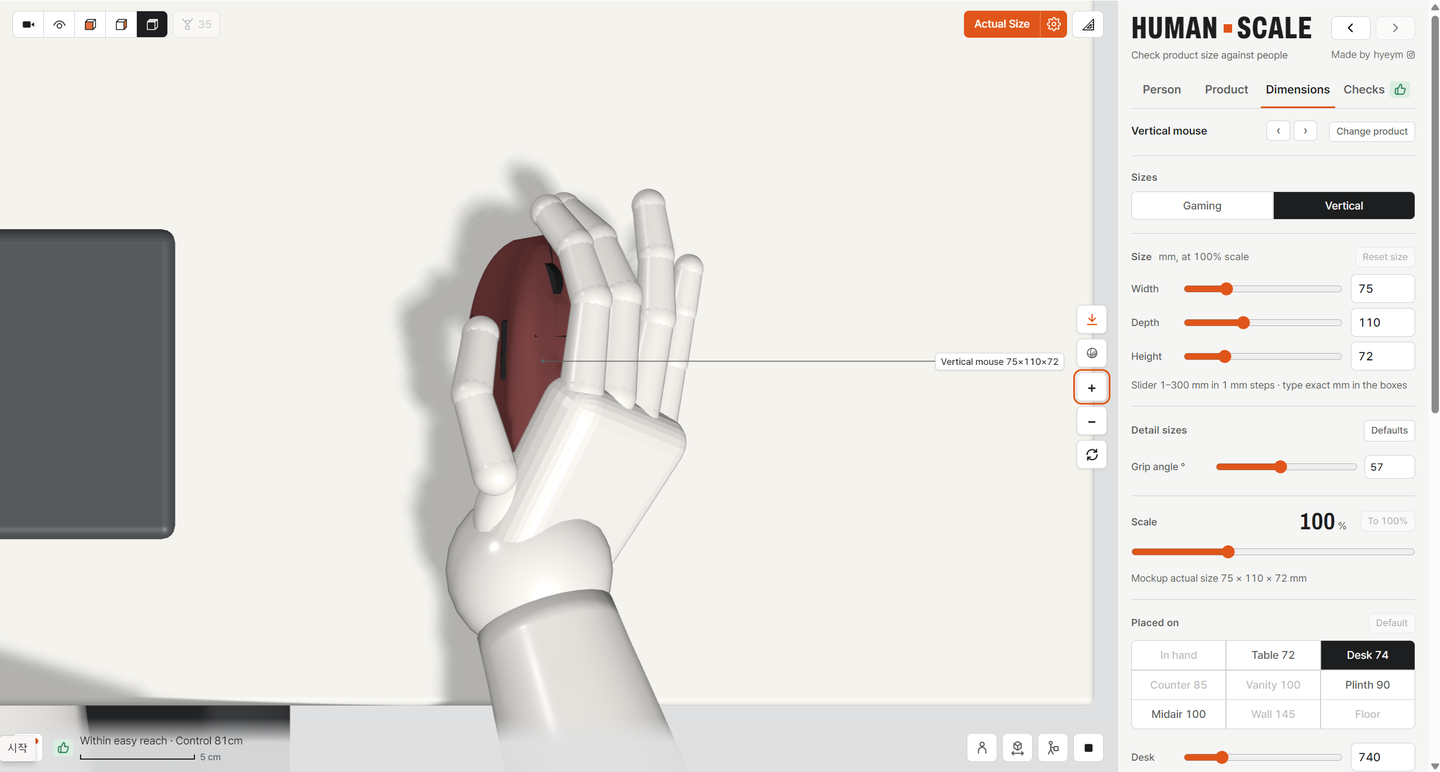 35
Actual Size
HUMAN SCALE
Check product size against people
Made by hyeym
Person Product Dimensions Checks
Vertical mouse
Change product
Sizes
Gaming Vertical
Size mm, at 100% scale
Reset size
Width 75
Depth 110
Height 72
Slider 1–300 mm in 1 mm steps · type exact mm in the boxes
Detail sizes
Defaults
Grip angle ° 57
Scale 100 % To 100%
Mockup actual size 75 × 110 × 72 mm
Placed on
Default
In hand Table 72 Desk 74
Counter 85 Vanity 100 Plinth 90
Midair 100 Wall 145 Floor
Desk 740
Vertical mouse 75×110×72
시작
Within easy reach · Control 81cm
5 cm